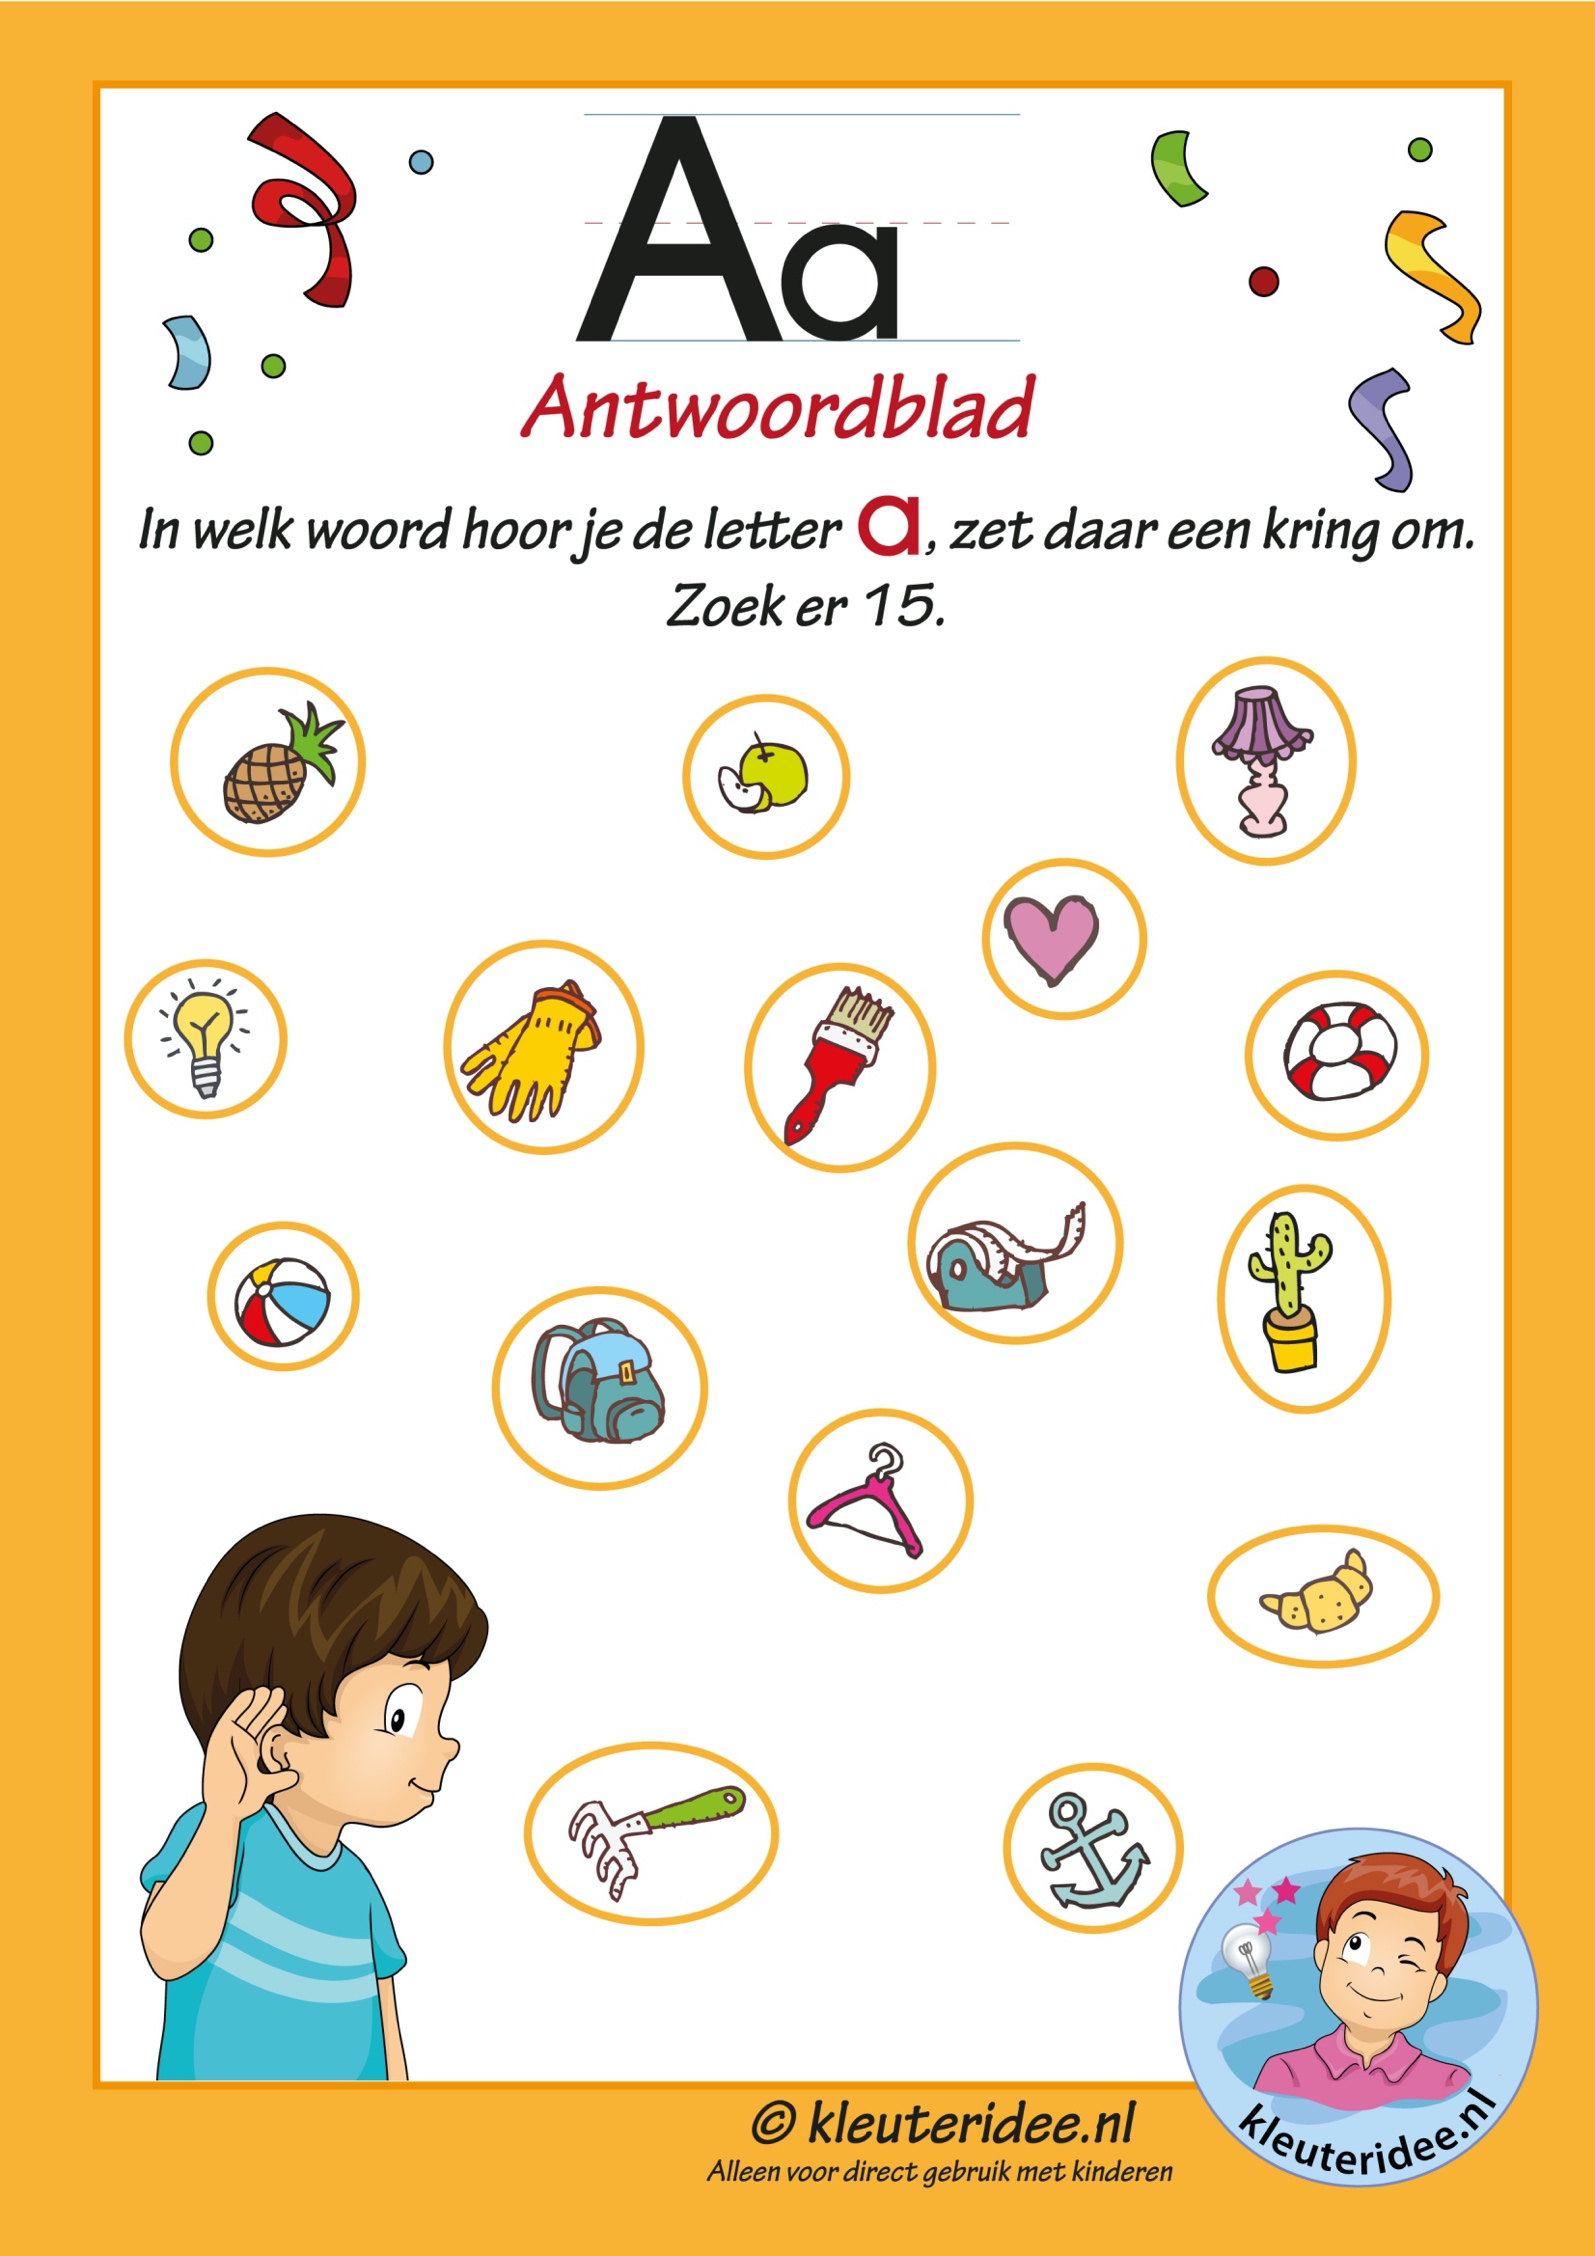 Aa
Antwoordblad
In welk woord hoor je de letter a, zet daar een kring om.
Zoek er 15.
© kleuteridee.nl
Alleen voor direct gebruik met kinderen
kleuteridee.nl